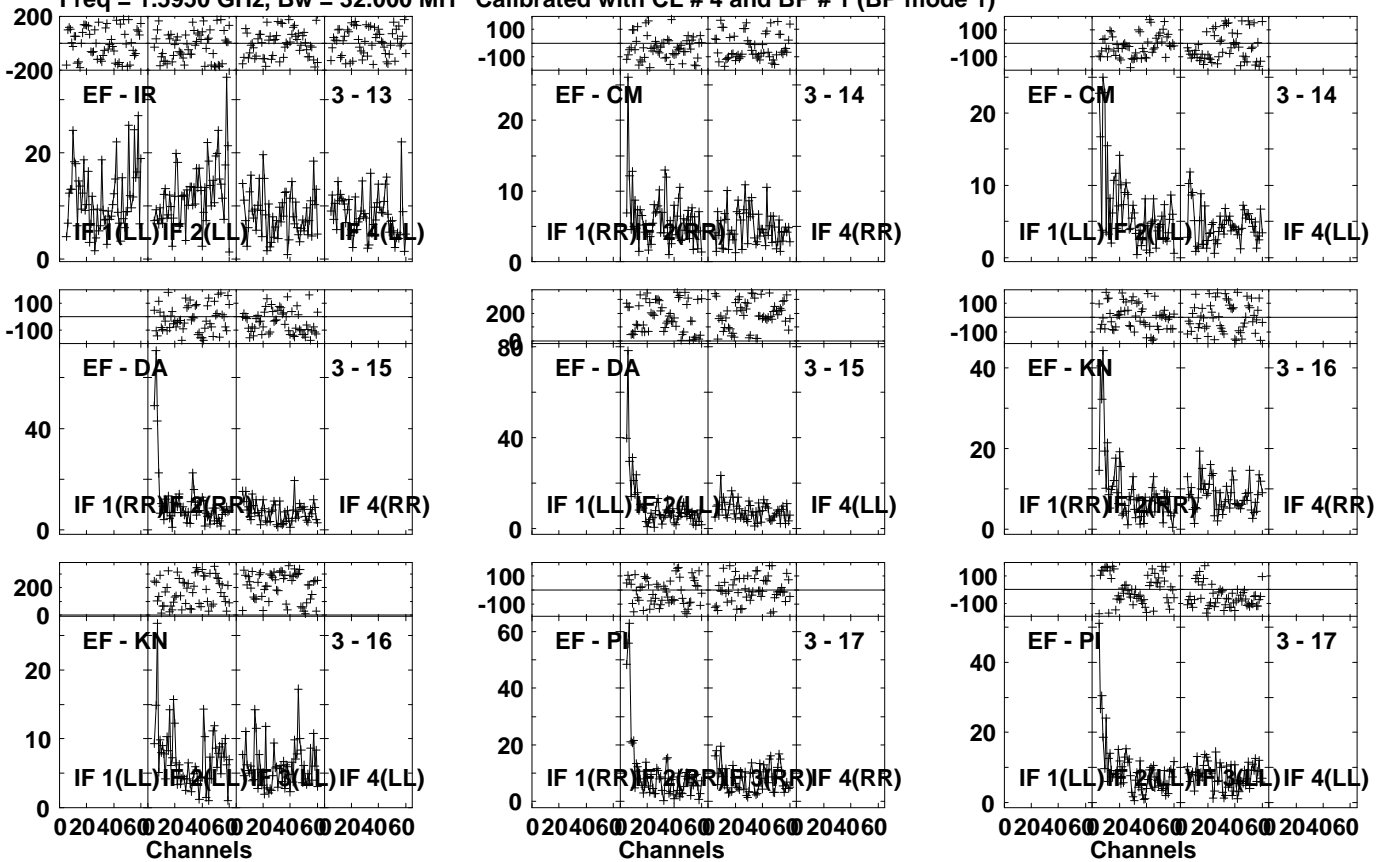 Freq = 1.5950 GHz, Bw = 32.000 MH Calibrated with CL # 4 and BP # 1 (BP mode 1)
200
-200
EF - IR 3 - 13
20
0
IF 1(LL) IF 2(LL) IF 4(LL)
100
-100
EF - CM 3 - 14
20
10
0
IF 1(RR) IF 2(RR) IF 4(RR)
100
-100
EF - CM 3 - 14
20
10
0
IF 1(LL) IF 2(LL) IF 4(LL)
100
-100
EF - DA 3 - 15
40
0
IF 1(RR) IF 2(RR) IF 4(RR)
200
0
80
EF - DA 3 - 15
40
0
IF 1(LL) IF 2(LL) IF 4(LL)
100
-100
EF - KN 3 - 16
40
20
0
IF 1(RR) IF 2(RR) IF 4(RR)
200
0
EF - KN 3 - 16
20
10
0
IF 1(LL) IF 2(LL) IF 3(LL) IF 4(LL)
0 20 40 60 0 20 40 60 0 20 40 60 0 20 40 60
Channels
100
-100
EF - PI 3 - 17
60
40
20
0
IF 1(RR) IF 2(RR) IF 3(RR) IF 4(RR)
0 20 40 60 0 20 40 60 0 20 40 60 0 20 40 60
Channels
100
-100
EF - PI 3 - 17
40
20
0
IF 1(LL) IF 2(LL) IF 3(LL) IF 4(LL)
0 20 40 60 0 20 40 60 0 20 40 60 0 20 40 60
Channels